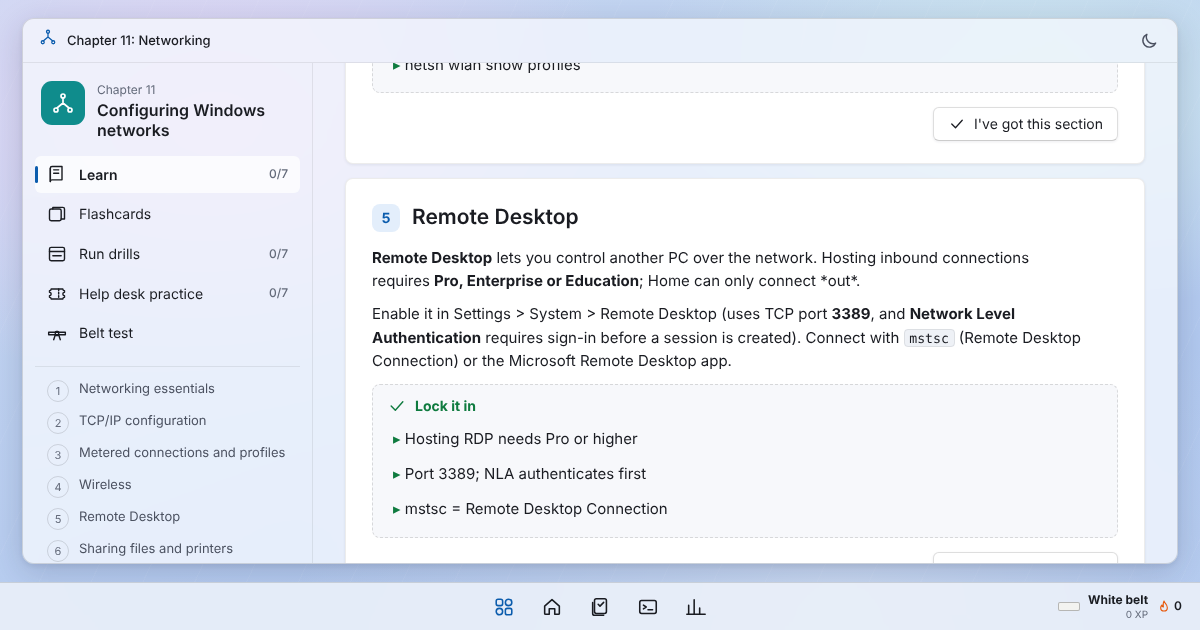 Chapter 11: Networking
Chapter 11
Configuring Windows
networks
Learn 0/7
Flashcards
Run drills 0/7
Help desk practice 0/7
Belt test
1 Networking essentials
2 TCP/IP configuration
3 Metered connections and profiles
4 Wireless
5 Remote Desktop
6 Sharing files and printers
▸ netsh wlan show profiles
I've got this section
5 Remote Desktop
Remote Desktop lets you control another PC over the network. Hosting inbound connections
requires Pro, Enterprise or Education; Home can only connect *out*.
Enable it in Settings > System > Remote Desktop (uses TCP port 3389, and Network Level
Authentication requires sign-in before a session is created). Connect with mstsc (Remote Desktop
Connection) or the Microsoft Remote Desktop app.
Lock it in
▸ Hosting RDP needs Pro or higher
▸ Port 3389; NLA authenticates first
▸ mstsc = Remote Desktop Connection
White belt
0 XP
0